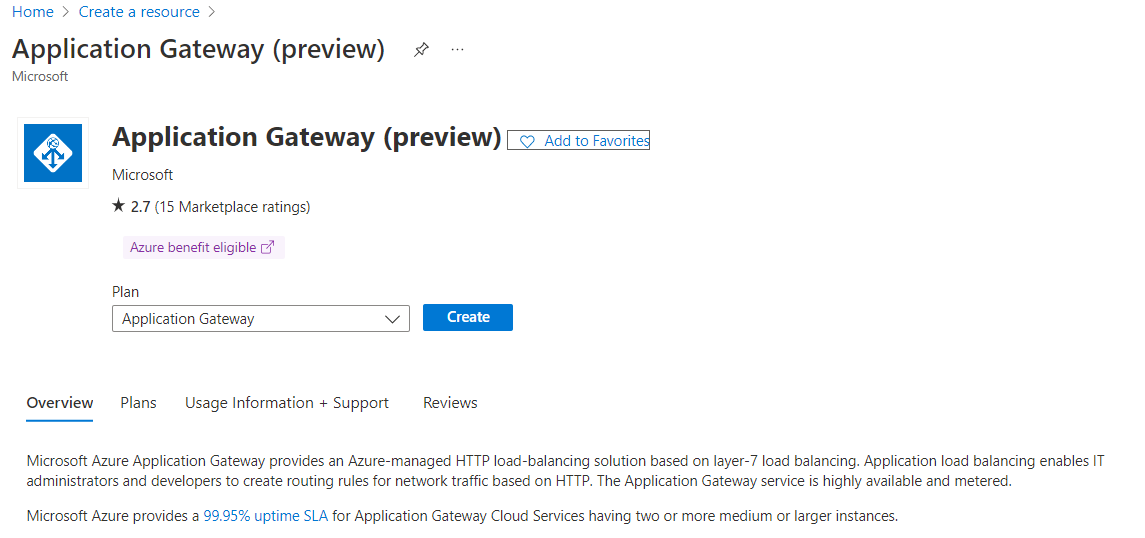 Home > Create a resource >
Application Gateway (preview) ...
Microsoft
Application Gateway (preview) Add to Favorites
Microsoft
★ 2.7 (15 Marketplace ratings)
Azure benefit eligible
Plan
Application Gateway Create
Overview Plans Usage Information + Support Reviews
Microsoft Azure Application Gateway provides an Azure-managed HTTP load-balancing solution based on layer-7 load balancing. Application load balancing enables IT
administrators and developers to create routing rules for network traffic based on HTTP. The Application Gateway service is highly available and metered.
Microsoft Azure provides a 99.95% uptime SLA for Application Gateway Cloud Services having two or more medium or larger instances.